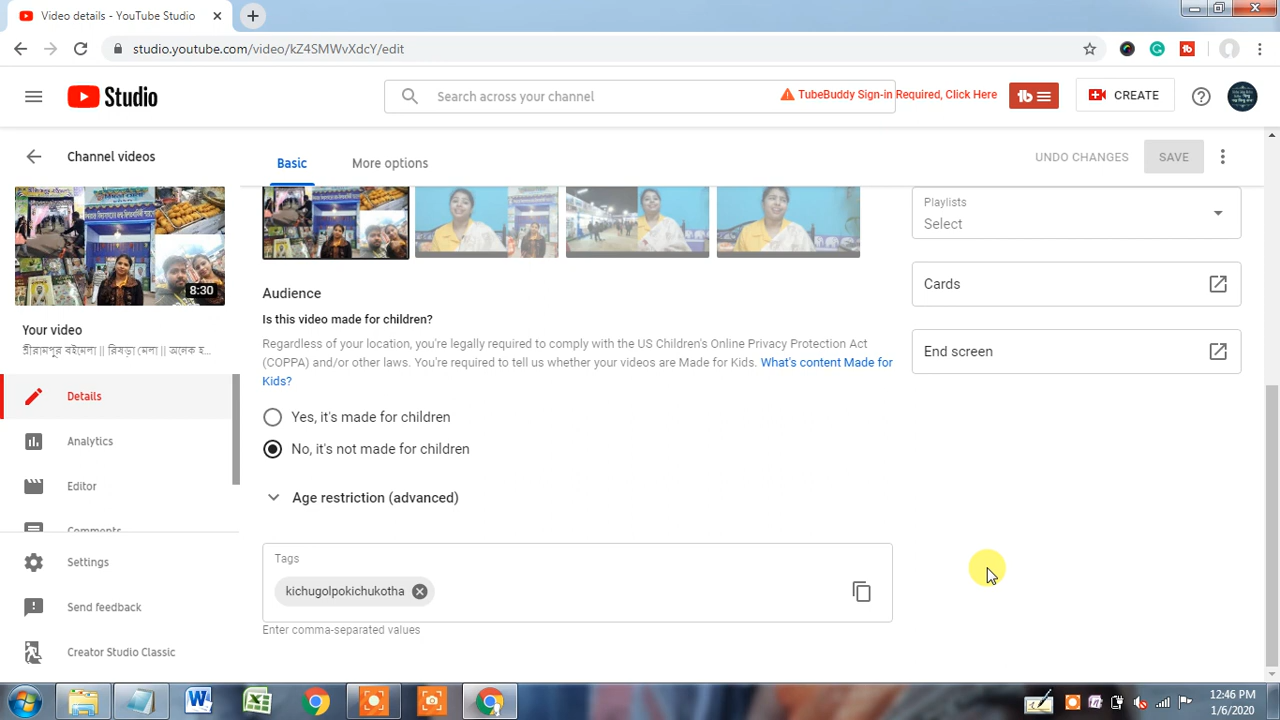 Video details - YouTube Studio
studio.youtube.com/video/kZ4SMWvXdcY/edit
Studio
Search across your channel
TubeBuddy Sign-in Required, Click Here
tb
CREATE
Channel videos
Basic
More options
UNDO CHANGES
SAVE
8:30
Your video
শ্রীরামপুর বইমেলা || রিষড়া মেলা || অনেক হ...
Details
Analytics
Editor
Comments
Settings
Send feedback
Creator Studio Classic
Audience
Is this video made for children?
Regardless of your location, you're legally required to comply with the US Children's Online Privacy Protection Act
(COPPA) and/or other laws. You're required to tell us whether your videos are Made for Kids. What's content Made for
Kids?
Yes, it's made for children
No, it's not made for children
Age restriction (advanced)
Tags
kichugolpokichukotha
Enter comma-separated values
Playlists
Select
Cards
End screen
12:46 PM
1/6/2020